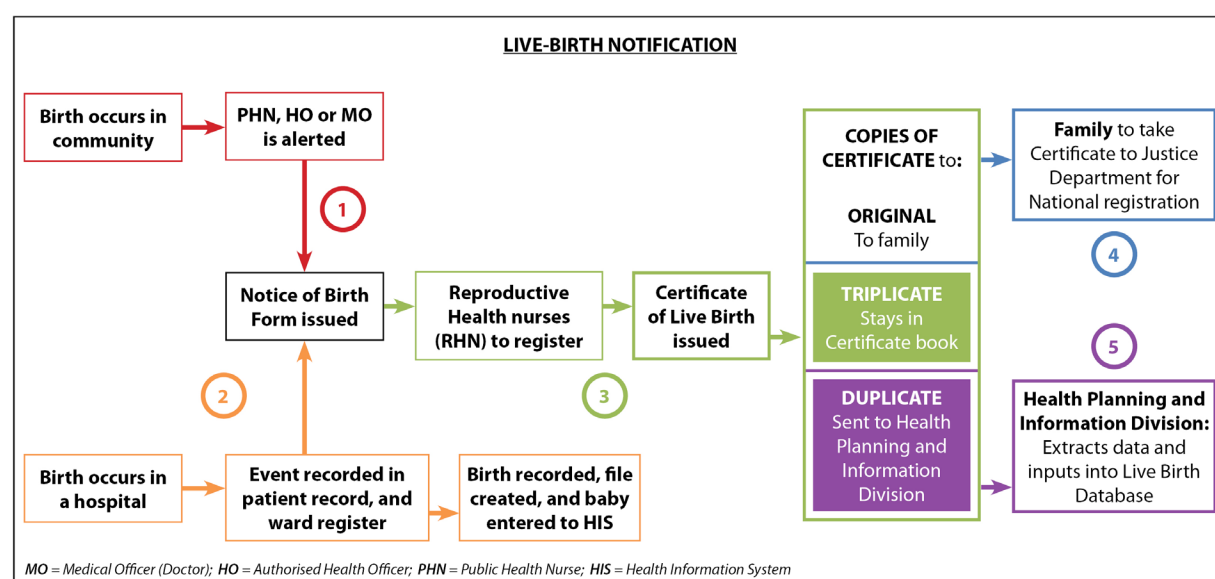 LIVE-BIRTH NOTIFICATION
Birth occurs in
community
PHN, HO or MO
is alerted
1
Notice of Birth
Form issued
2
Birth occurs in
a hospital
Event recorded in
patient record, and
ward register
Birth recorded, file
created, and baby
entered to HIS
Reproductive
Health nurses
(RHN) to register
3
Certificate
of Live Birth
issued
COPIES OF
CERTIFICATE to:
ORIGINAL
To family
TRIPLICATE
Stays in
Certificate book
DUPLICATE
Sent to Health
Planning and
Information
Division
Family to take
Certificate to Justice
Department for
National registration
4
5
Health Planning and
Information Division:
Extracts data and
inputs into Live Birth
Database
MO = Medical Officer (Doctor); HO = Authorised Health Officer; PHN = Public Health Nurse; HIS = Health Information System